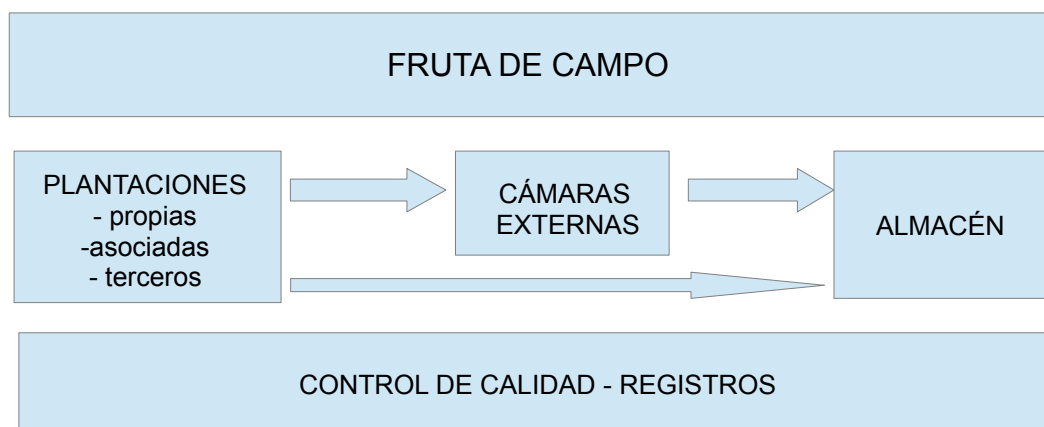 FRUTA DE CAMPO
PLANTACIONES
- propias
-asociadas
- terceros
CÁMARAS
EXTERNAS
ALMACÉN
CONTROL DE CALIDAD - REGISTROS